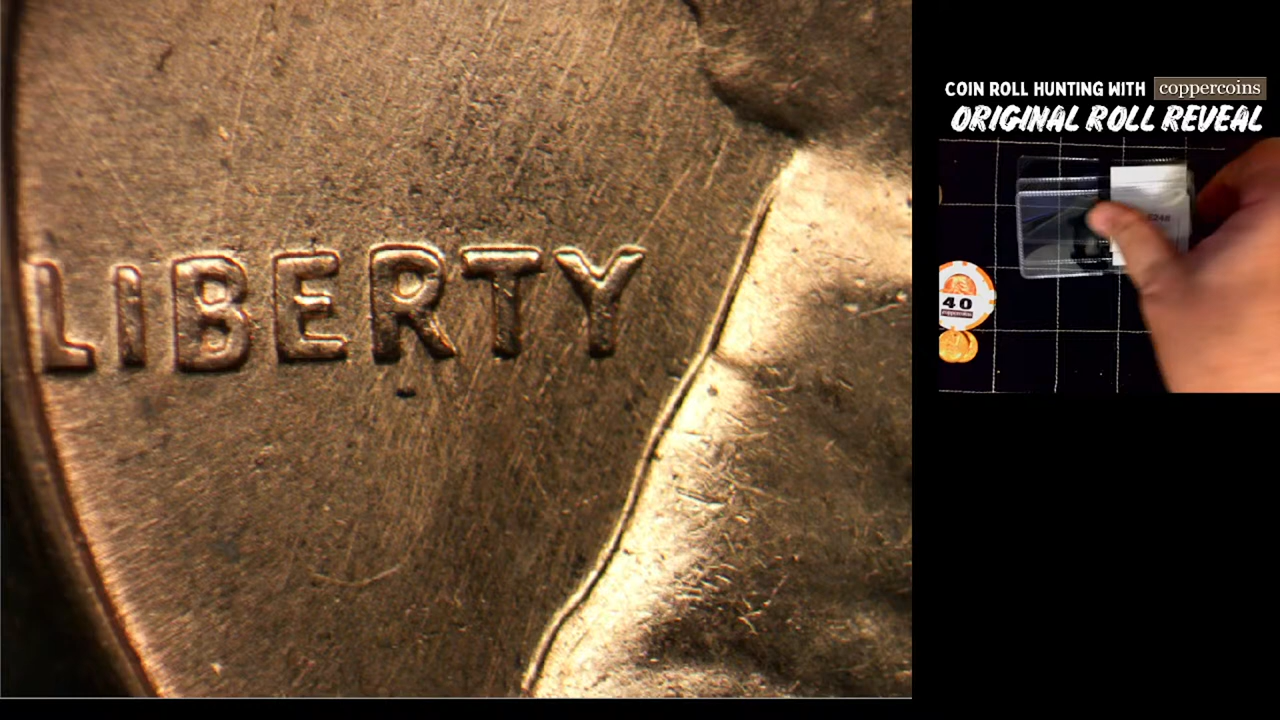 LIBERTY
COIN ROLL HUNTING WITH coppercoins
ORIGINAL ROLL REVEAL
40